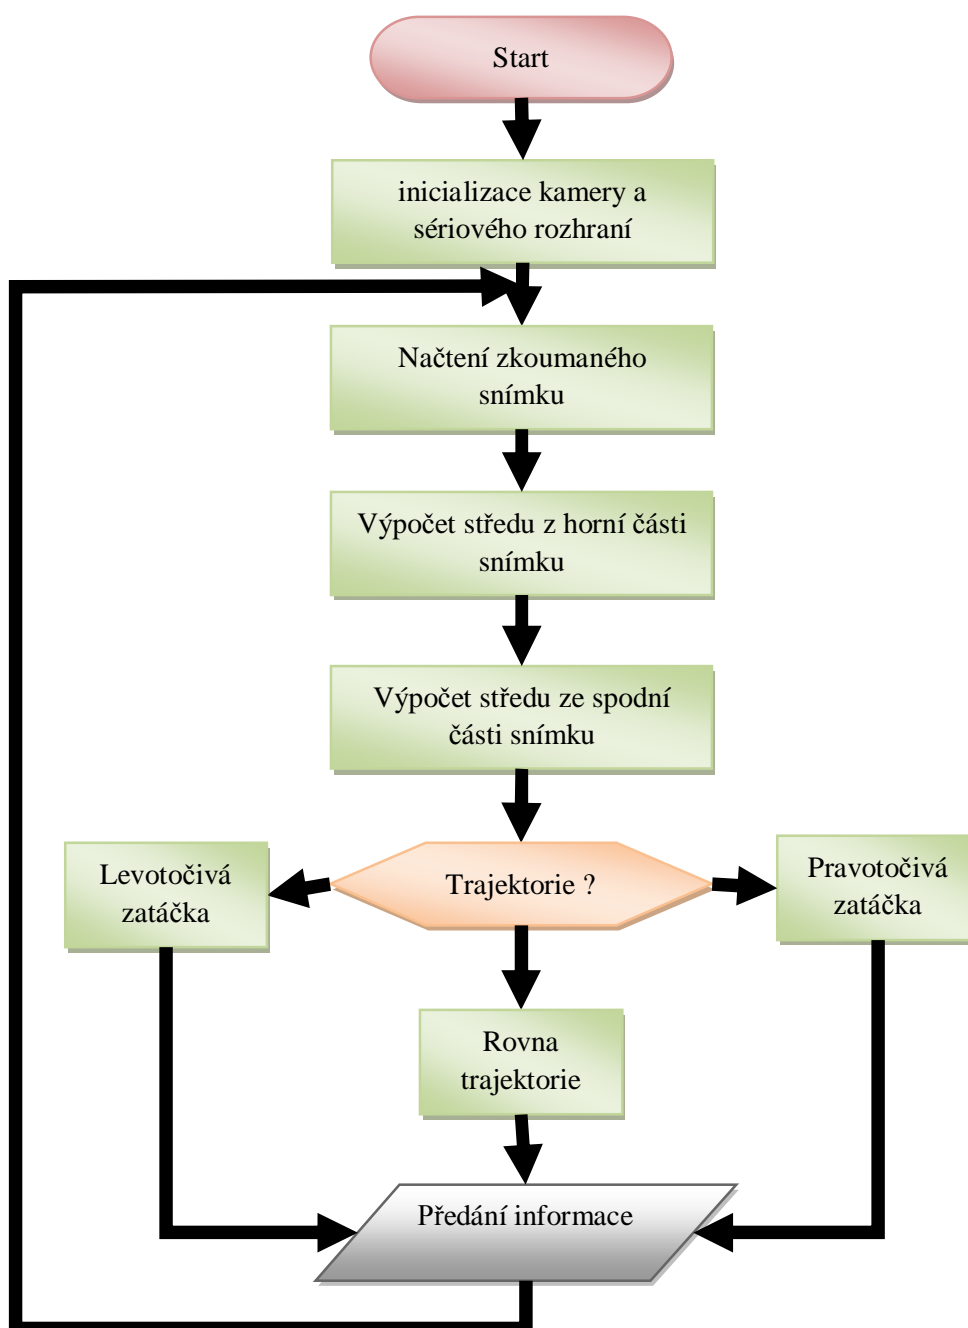 Start
inicializace kamery a
sériového rozhraní
Načtení zkoumaného
snímku
Výpočet středu z horní části
snímku
Výpočet středu ze spodní
části snímku
Levotočivá
zatáčka
Trajektorie ?
Pravotočivá
zatáčka
Rovna
trajektorie
Předání informace